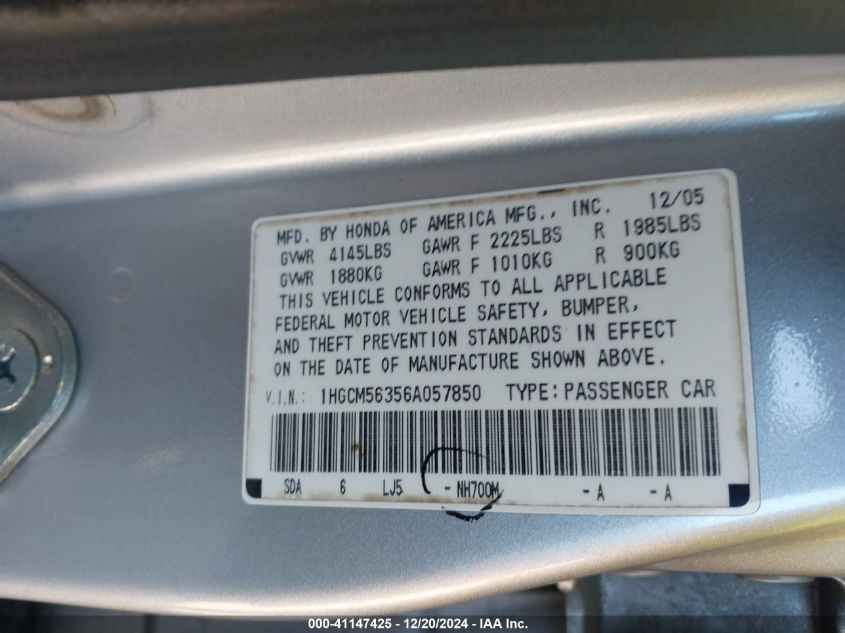 MFD. BY HONDA OF AMERICA MFG., INC. 12/05
GVWR 4145LBS GAWR F 2225LBS R 1985LBS
GVWR 1880KG GAWR F 1010KG R 900KG
THIS VEHICLE CONFORMS TO ALL APPLICABLE
FEDERAL MOTOR VEHICLE SAFETY, BUMPER,
AND THEFT PREVENTION STANDARDS IN EFFECT
ON THE DATE OF MANUFACTURE SHOWN ABOVE.
V.I.N.: 1HGCM56356A057850 TYPE: PASSENGER CAR
SDA 6 LJ5 - NH700M - A - A
000-41147425 - 12/20/2024 - IAA Inc.